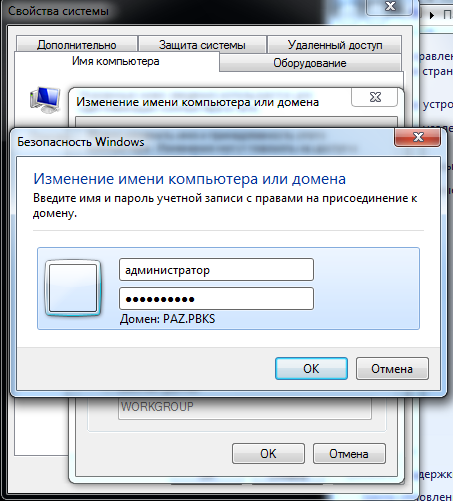 Свойства системы
Дополнительно
Защита системы
Удаленный доступ
Имя компьютера
Оборудование
Изменение имени компьютера или домена
Безопасность Windows
Изменение имени компьютера или домена
Введите имя и пароль учетной записи с правами на присоединение к
домену.
администратор
●●●●●●●●●●
Домен: PAZ.PBKS
OK
Отмена
WORKGROUP
OK
Отмена